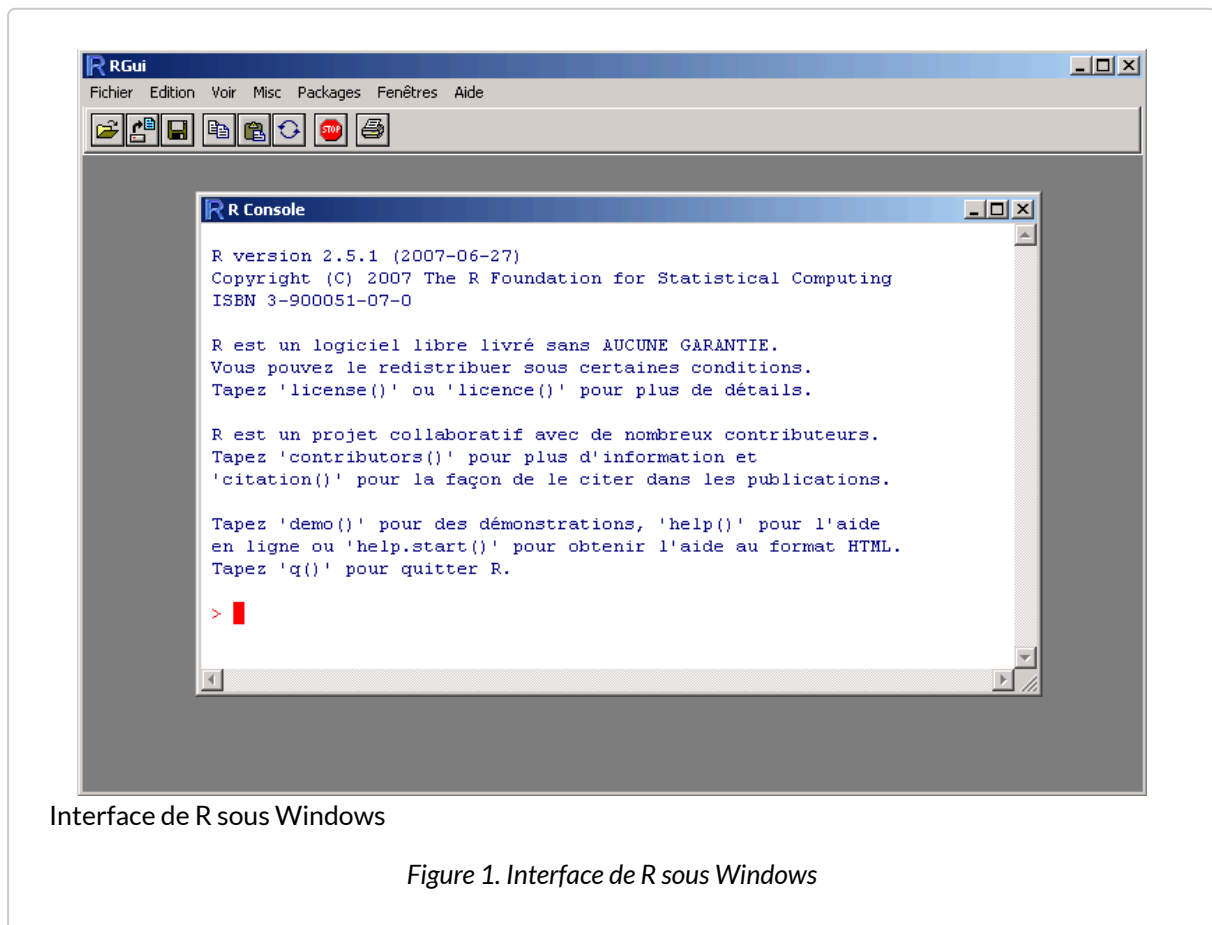 RGui
Fichier Edition Voir Misc Packages Fenêtres Aide
STOP
R Console
R version 2.5.1 (2007-06-27)
Copyright (C) 2007 The R Foundation for Statistical Computing
ISBN 3-900051-07-0
R est un logiciel libre livré sans AUCUNE GARANTIE.
Vous pouvez le redistribuer sous certaines conditions.
Tapez 'license()' ou 'licence()' pour plus de détails.
R est un projet collaboratif avec de nombreux contributeurs.
Tapez 'contributors()' pour plus d'information et
'citation()' pour la façon de le citer dans les publications.
Tapez 'demo()' pour des démonstrations, 'help()' pour l'aide
en ligne ou 'help.start()' pour obtenir l'aide au format HTML.
Tapez 'q()' pour quitter R.
>
Interface de R sous Windows
Figure 1. Interface de R sous Windows